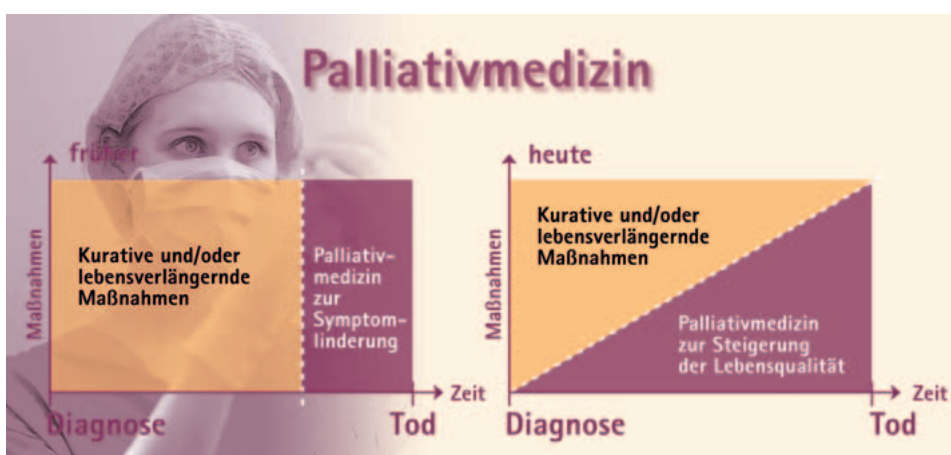 Palliativmedizin
früher
Maßnahmen
Kurative und/oder
lebensverlängernde
Maßnahmen
Palliativ-
medizin
zur
Symptom-
linderung
Zeit
Diagnose
Tod
heute
Maßnahmen
Kurative und/oder
lebensverlängernde
Maßnahmen
Palliativmedizin
zur Steigerung
der Lebensqualität
Zeit
Diagnose
Tod